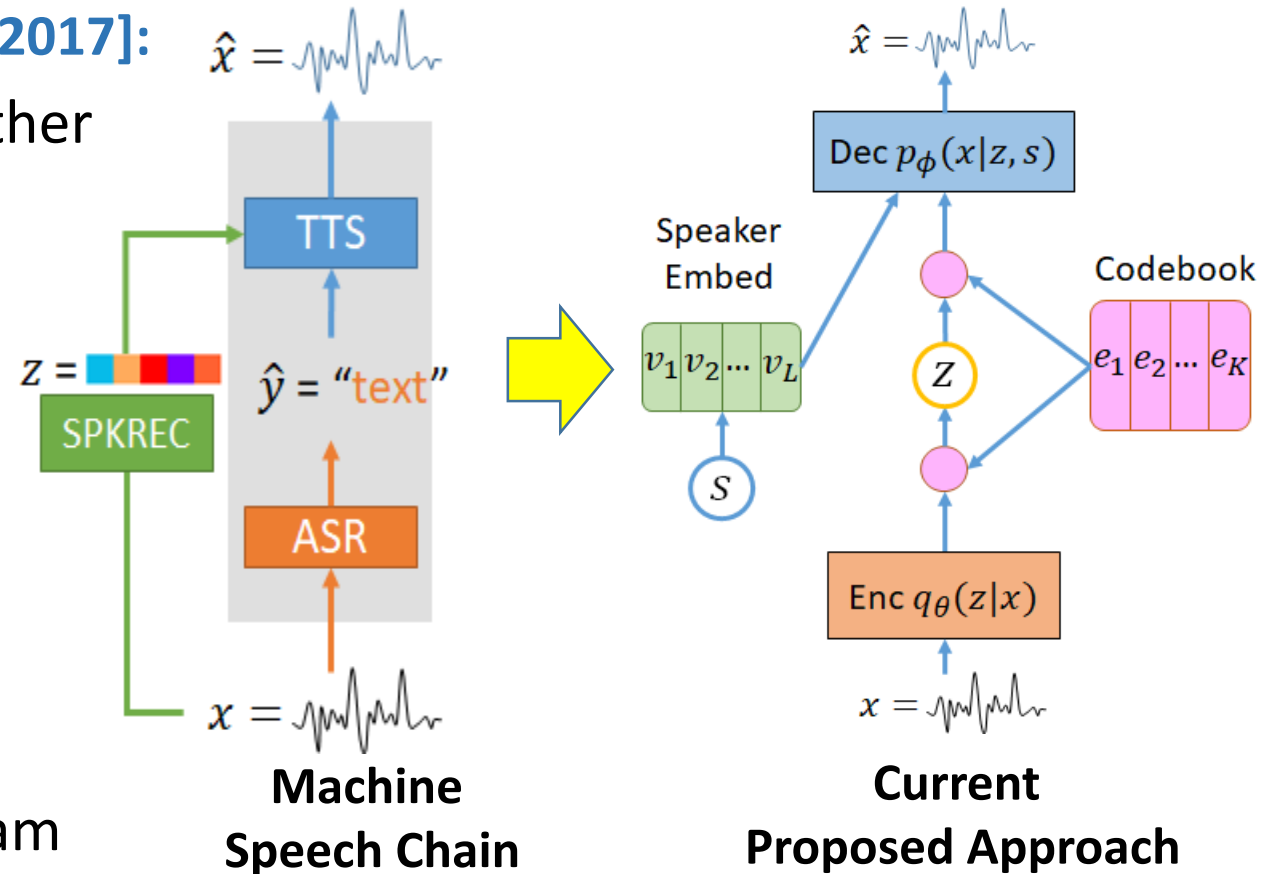 2017]:
ther
x̂ =
TTS
z =
ŷ = “text”
SPKREC
ASR
x =
Machine
Speech Chain
am
x̂ =
Dec pϕ(x|z, s)
Speaker
Embed
Codebook
v1 v2 ... vL
e1 e2 ... eK
Z
S
Enc qθ(z|x)
x =
Current
Proposed Approach